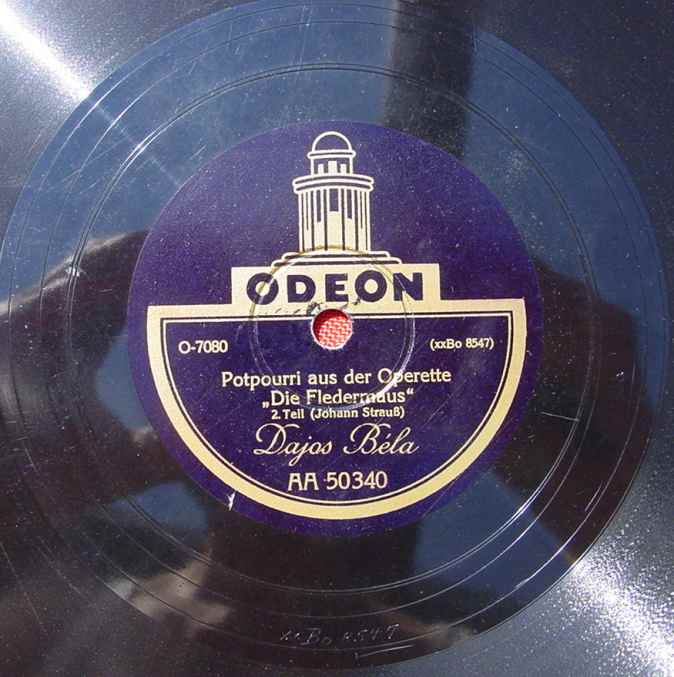 ODEON
O-7080
(xxBo 8547)
Potpourri aus der Operette
„Die Fledermaus“
2. Teil (Johann Strauß)
Dajos Béla
AA 50340
xxBo 8547